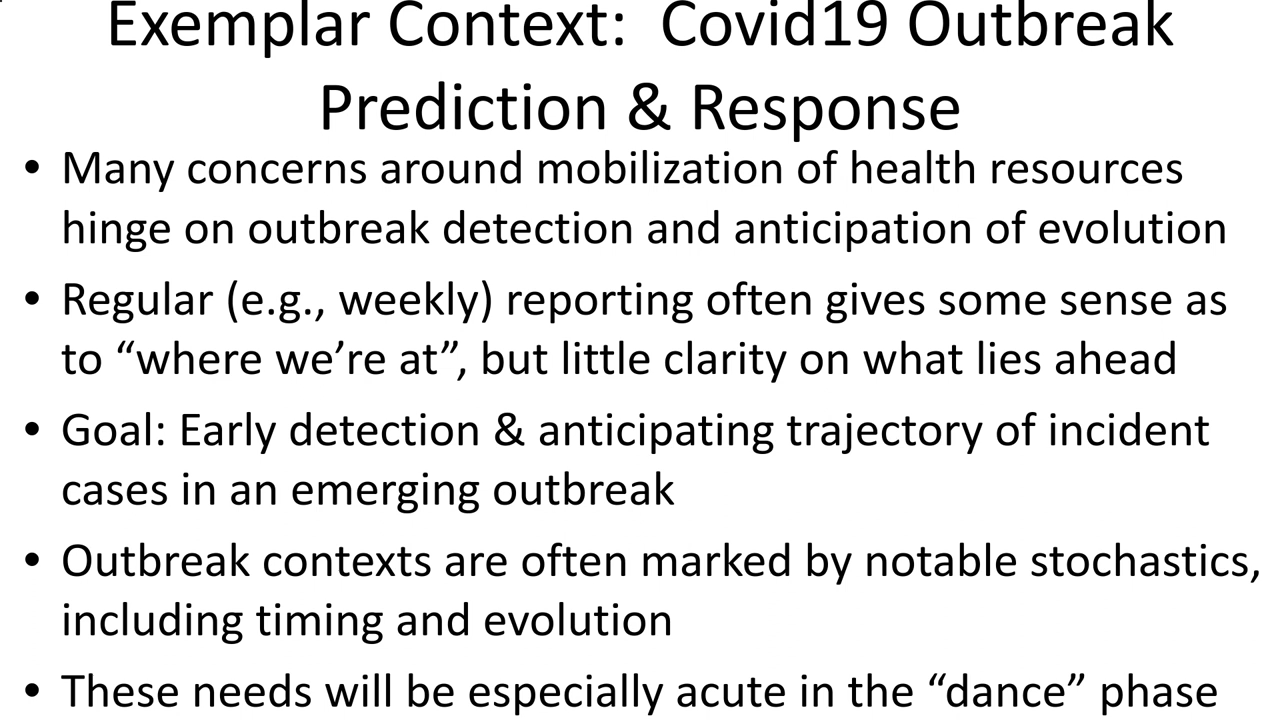 Exemplar Context:  Covid19 Outbreak
Prediction & Response
• Many concerns around mobilization of health resources
hinge on outbreak detection and anticipation of evolution
• Regular (e.g., weekly) reporting often gives some sense as
to “where we’re at”, but little clarity on what lies ahead
• Goal: Early detection & anticipating trajectory of incident
cases in an emerging outbreak
• Outbreak contexts are often marked by notable stochastics,
including timing and evolution
• These needs will be especially acute in the “dance” phase